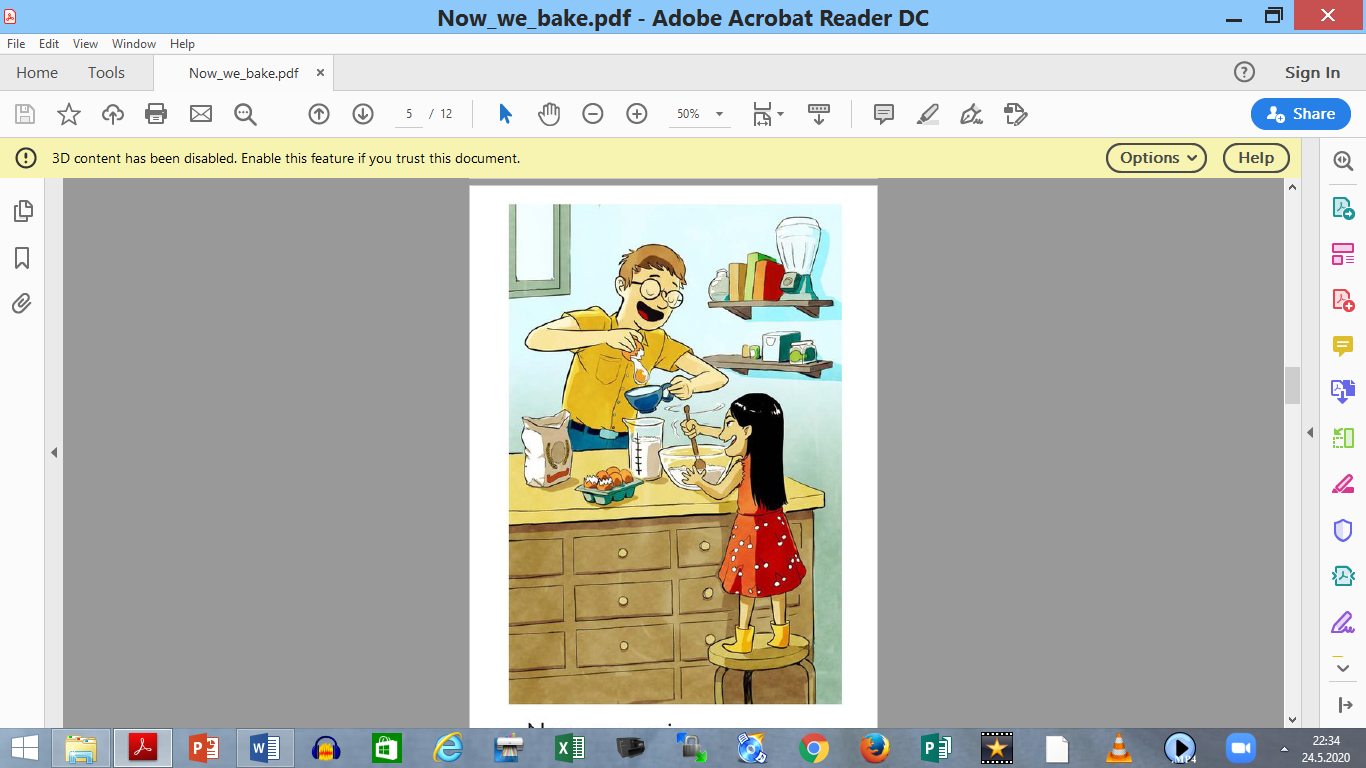 Now_we_bake.pdf - Adobe Acrobat Reader DC
File Edit View Window Help
Home Tools Now_we_bake.pdf × ? Sign In
5 / 12 50% Share
3D content has been disabled. Enable this feature if you trust this document. Options Help
22:34
24.5.2020